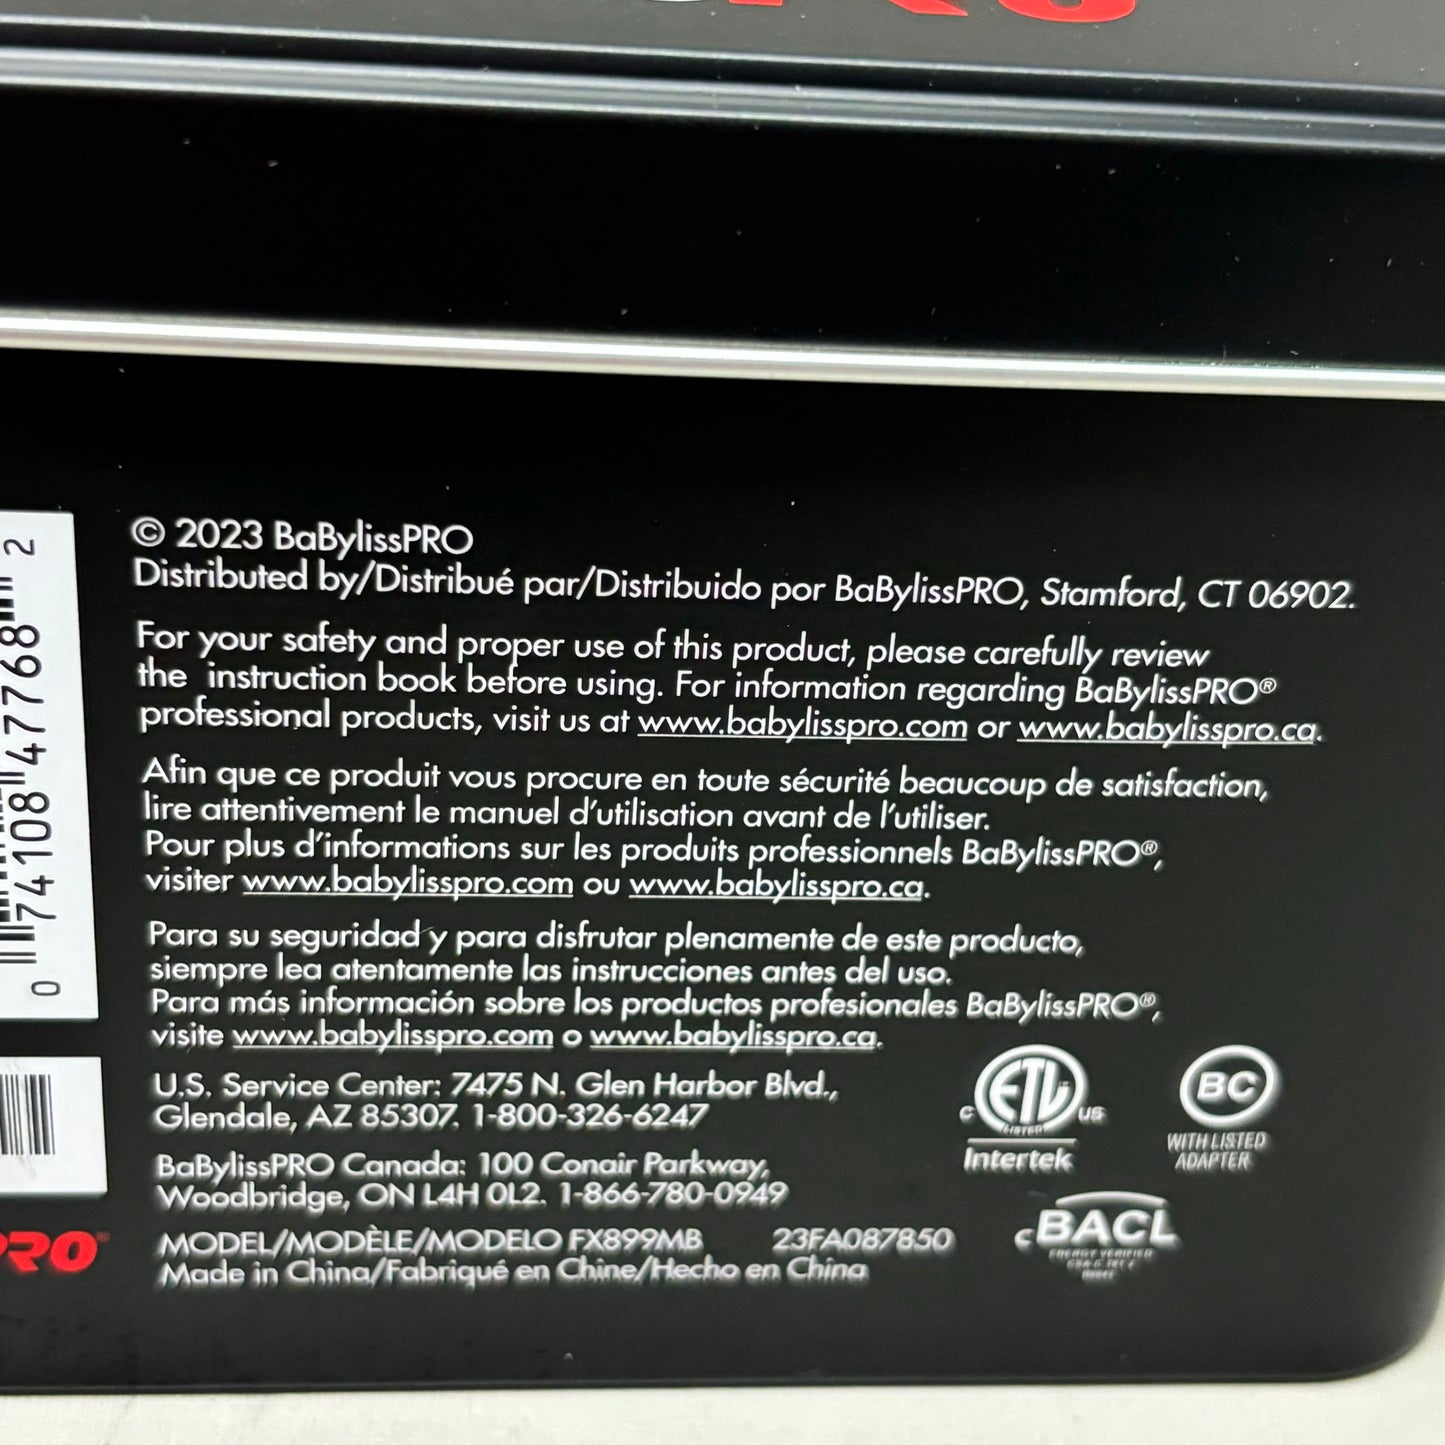 © 2023 BaBylissPRO
Distributed by/Distribué par/Distribuido por BaBylissPRO, Stamford, CT 06902.
For your safety and proper use of this product, please carefully review
the instruction book before using. For information regarding BaBylissPRO®
professional products, visit us at www.babylisspro.com or www.babylisspro.ca.
Afin que ce produit vous procure en toute sécurité beaucoup de satisfaction,
lire attentivement le manuel d'utilisation avant de l'utiliser.
Pour plus d'informations sur les produits professionnels BaBylissPRO®,
visiter www.babylisspro.com ou www.babylisspro.ca.
Para su seguridad y para disfrutar plenamente de este producto,
siempre lea atentamente las instrucciones antes del uso.
Para más información sobre los productos profesionales BaBylissPRO®,
visite www.babylisspro.com o www.babylisspro.ca.
U.S. Service Center: 7475 N. Glen Harbor Blvd.,
Glendale, AZ 85307. 1-800-326-6247
BaBylissPRO Canada: 100 Conair Parkway,
Woodbridge, ON L4H 0L2. 1-866-780-0949
MODEL/MODÈLE/MODELO FX899MB 23FA087850
Made in China/Fabriqué en Chine/Hecho en China
c ETL us
LISTED
Intertek
BC
WITH LISTED
ADAPTER
c BACL
ENERGY VERIFIED
0 74108 47768 2
PRO